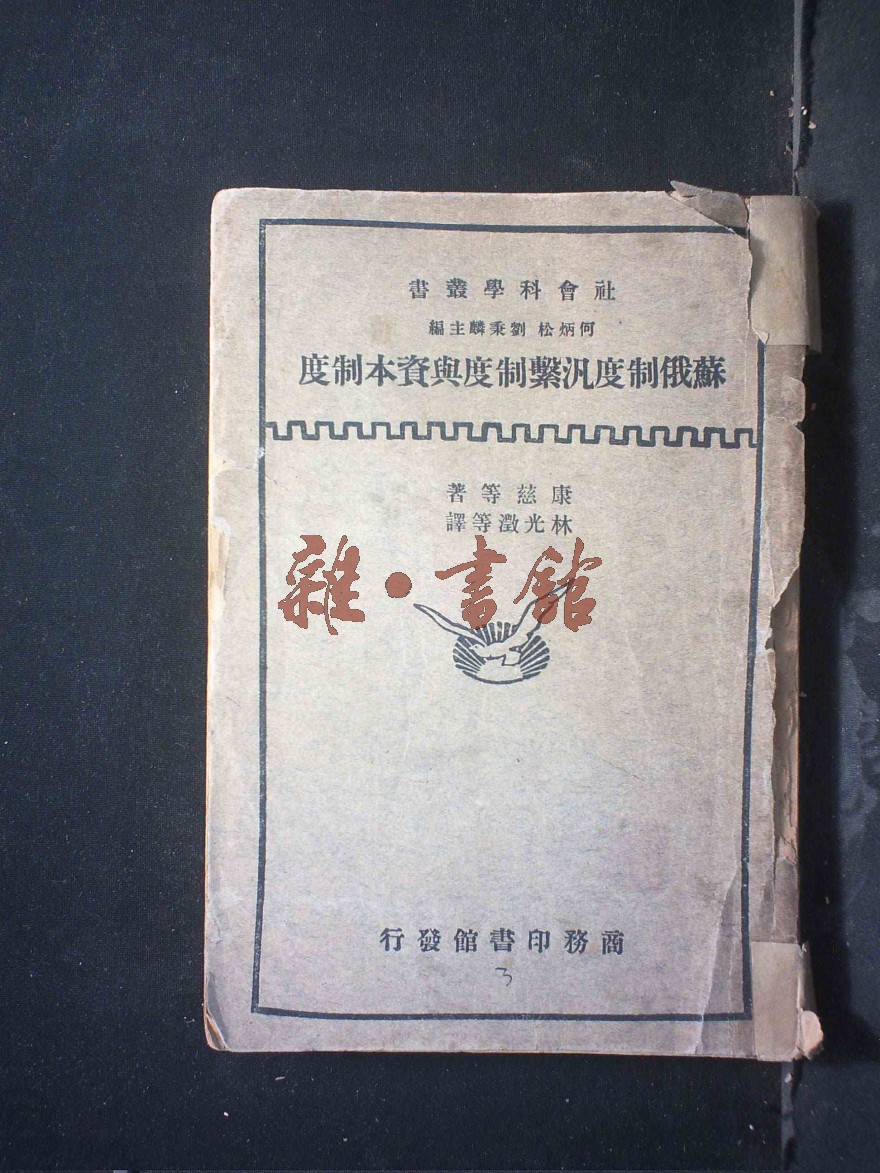 社會科學叢書
何炳松 劉秉麟主編
蘇俄制度汎繫制度與資本制度
康慈等著
林光澂等譯
雜·書館
商務印書館發行
3